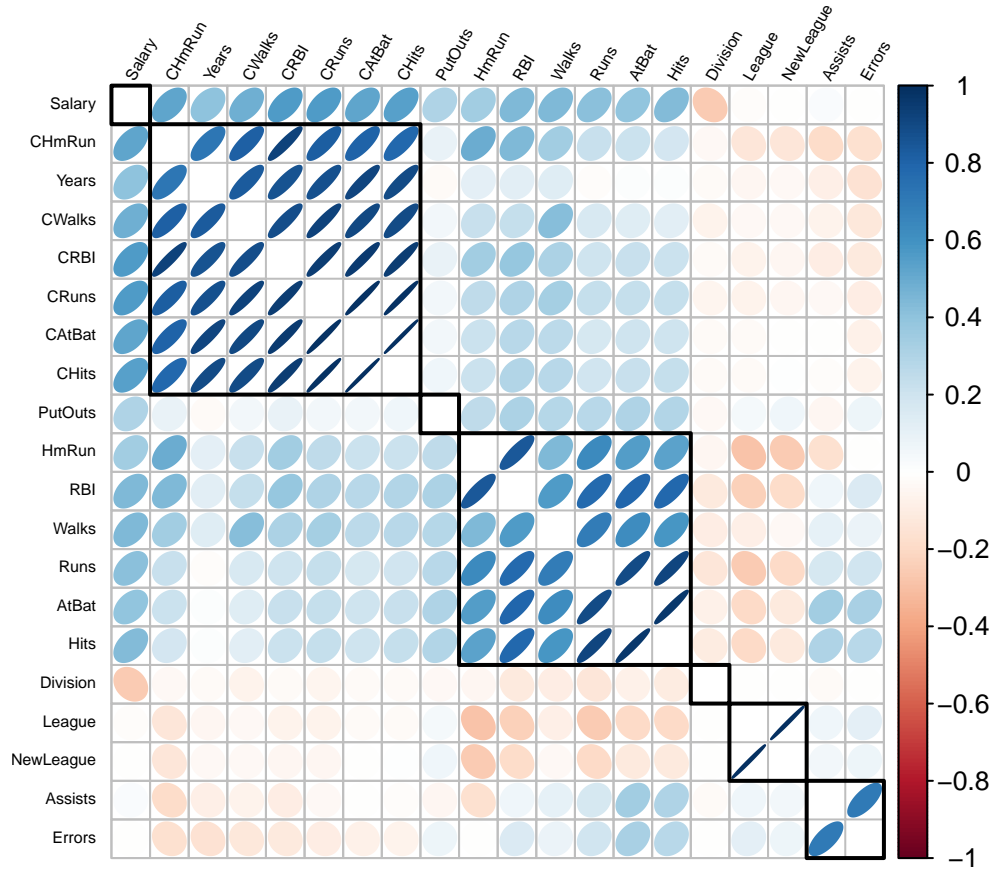 Salary CHmRun Years CWalks CRBI CRuns CAtBat CHits PutOuts HmRun RBI Walks Runs AtBat Hits Division League NewLeague Assists Errors
Salary
CHmRun
Years
CWalks
CRBI
CRuns
CAtBat
CHits
PutOuts
HmRun
RBI
Walks
Runs
AtBat
Hits
Division
League
NewLeague
Assists
Errors
1
0.8
0.6
0.4
0.2
0
−0.2
−0.4
−0.6
−0.8
−1